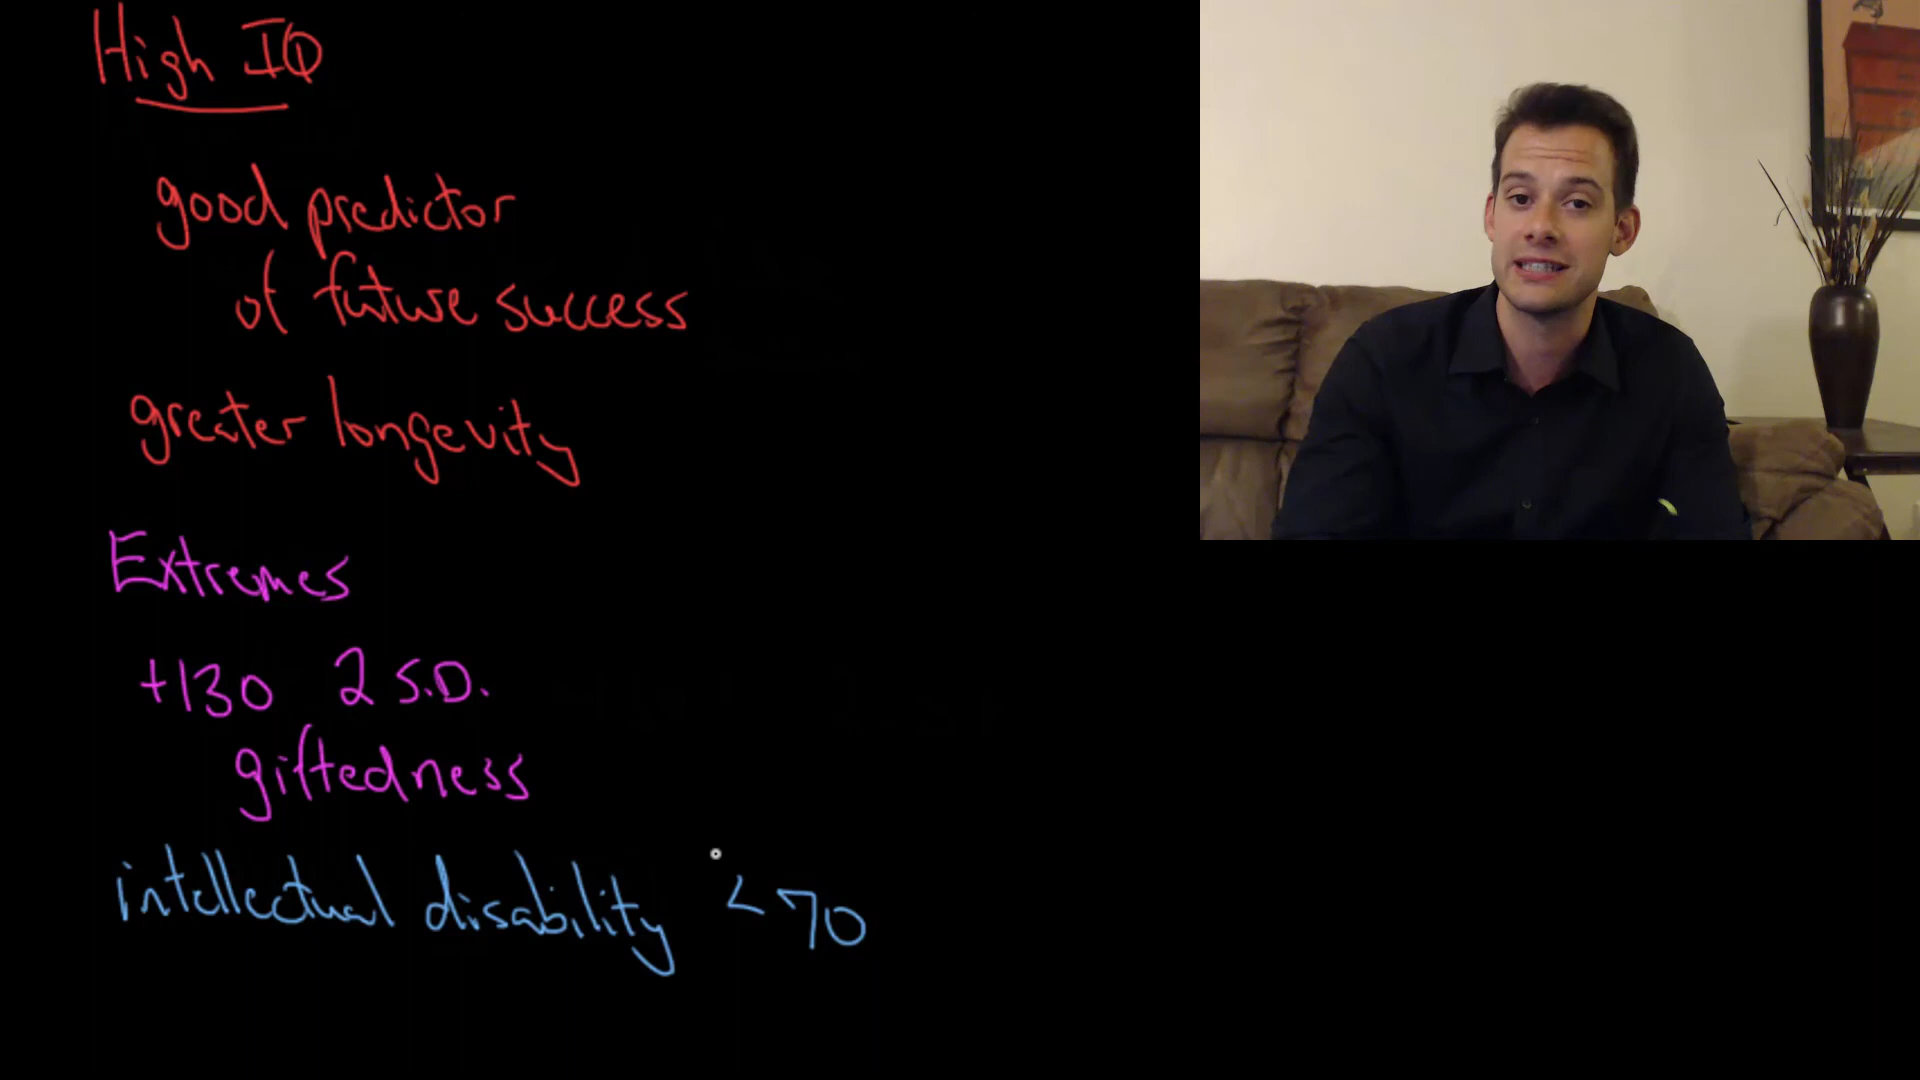 High IQ
good predictor
of future success
greater longevity
Extremes
+130 2 S.D.
giftedness
intellectual disability < 70